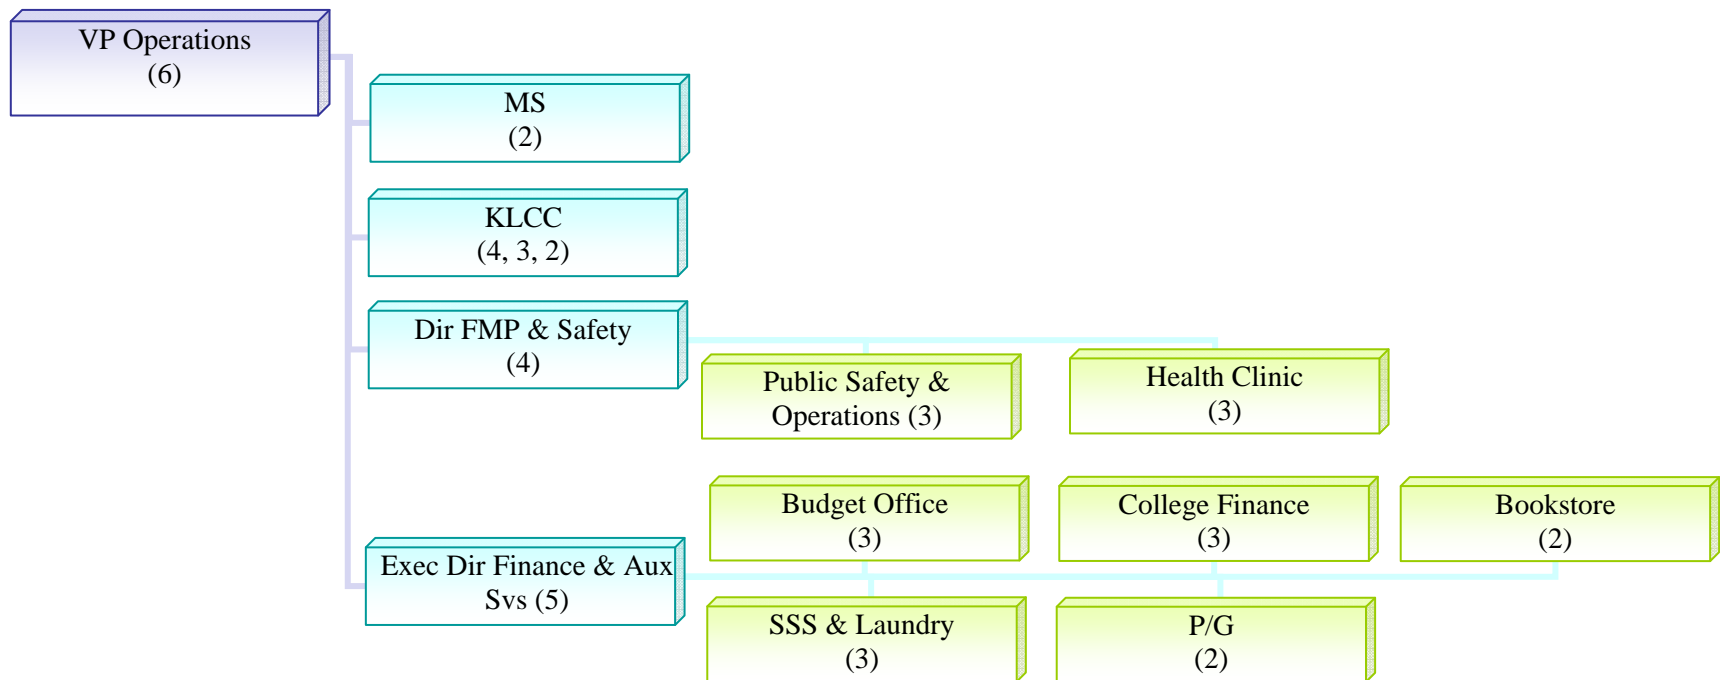 VP Operations
(6)
MS
(2)
KLCC
(4, 3, 2)
Dir FMP & Safety
(4)
Public Safety &
Operations (3)
Health Clinic
(3)
Budget Office
(3)
College Finance
(3)
Bookstore
(2)
Exec Dir Finance & Aux
Svs (5)
SSS & Laundry
(3)
P/G
(2)